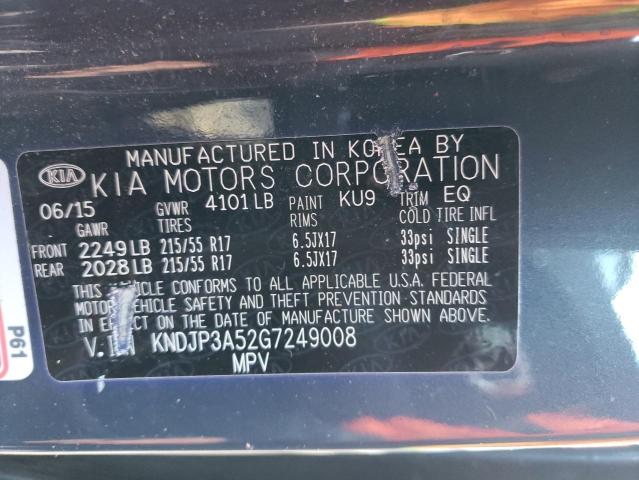 MANUFACTURED IN KOREA BY
KIA KIA MOTORS CORPORATION
06/15 GVWR 4101 LB PAINT KU9 TRIM EQ
GAWR TIRES RIMS COLD TIRE INFL
FRONT 2249 LB 215/55 R17 6.5JX17 33psi SINGLE
REAR 2028 LB 215/55 R17 6.5JX17 33psi SINGLE
THIS VEHICLE CONFORMS TO ALL APPLICABLE U.S.A. FEDERAL
MOTOR VEHICLE SAFETY AND THEFT PREVENTION STANDARDS
IN EFFECT ON THE DATE OF MANUFACTURE SHOWN ABOVE.
V.I.N KNDJP3A52G7249008
MPV
P61